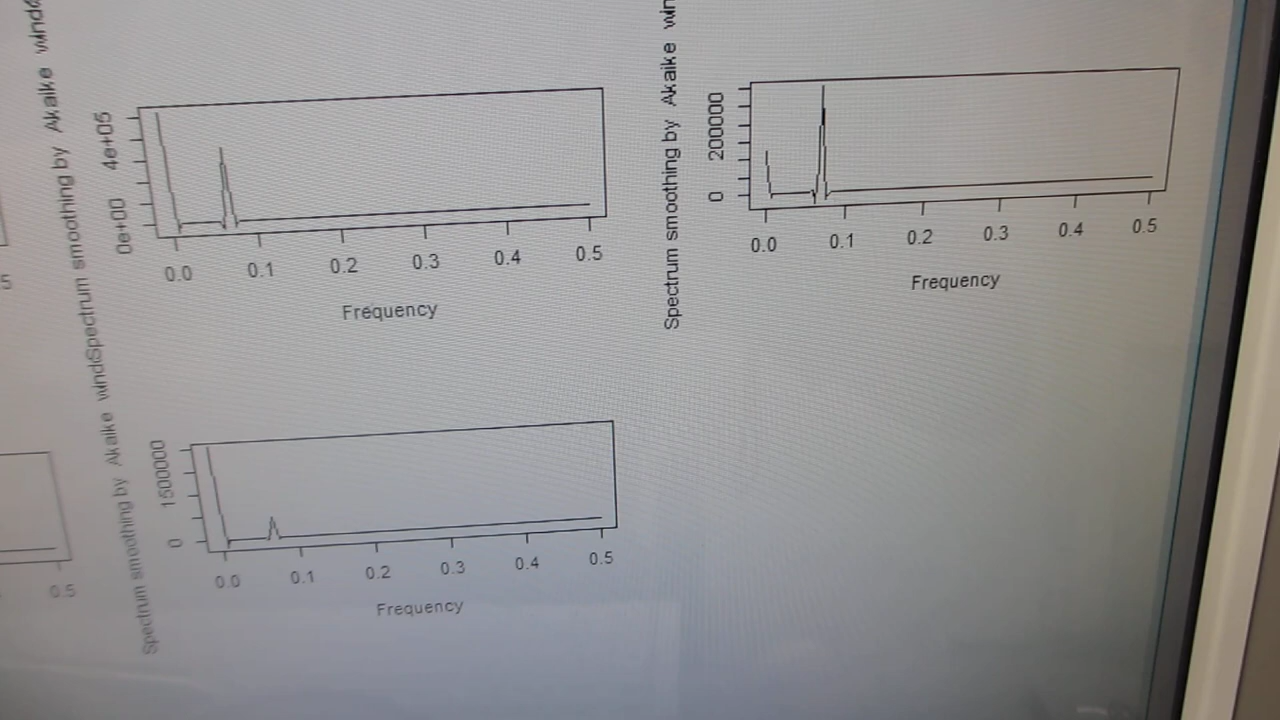 Spectrum smoothing by Akaike
4e+05
0e+00
0.0 0.1 0.2 0.3 0.4 0.5
Frequency
Spectrum smoothing by Akaike
200000
0
0.0 0.1 0.2 0.3 0.4 0.5
Frequency
5
Spectrum smoothing by Akaike
1500000
0
0.0 0.1 0.2 0.3 0.4 0.5
Frequency
0.5